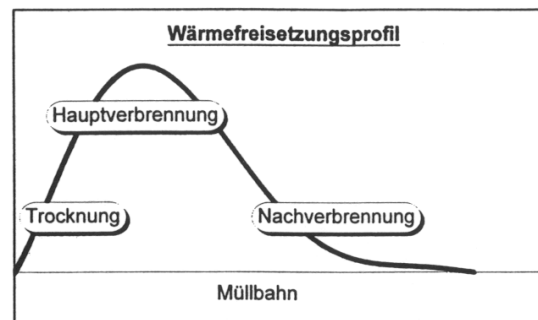 Wärmefreisetzungsprofil
Hauptverbrennung
Trocknung
Nachverbrennung
Müllbahn